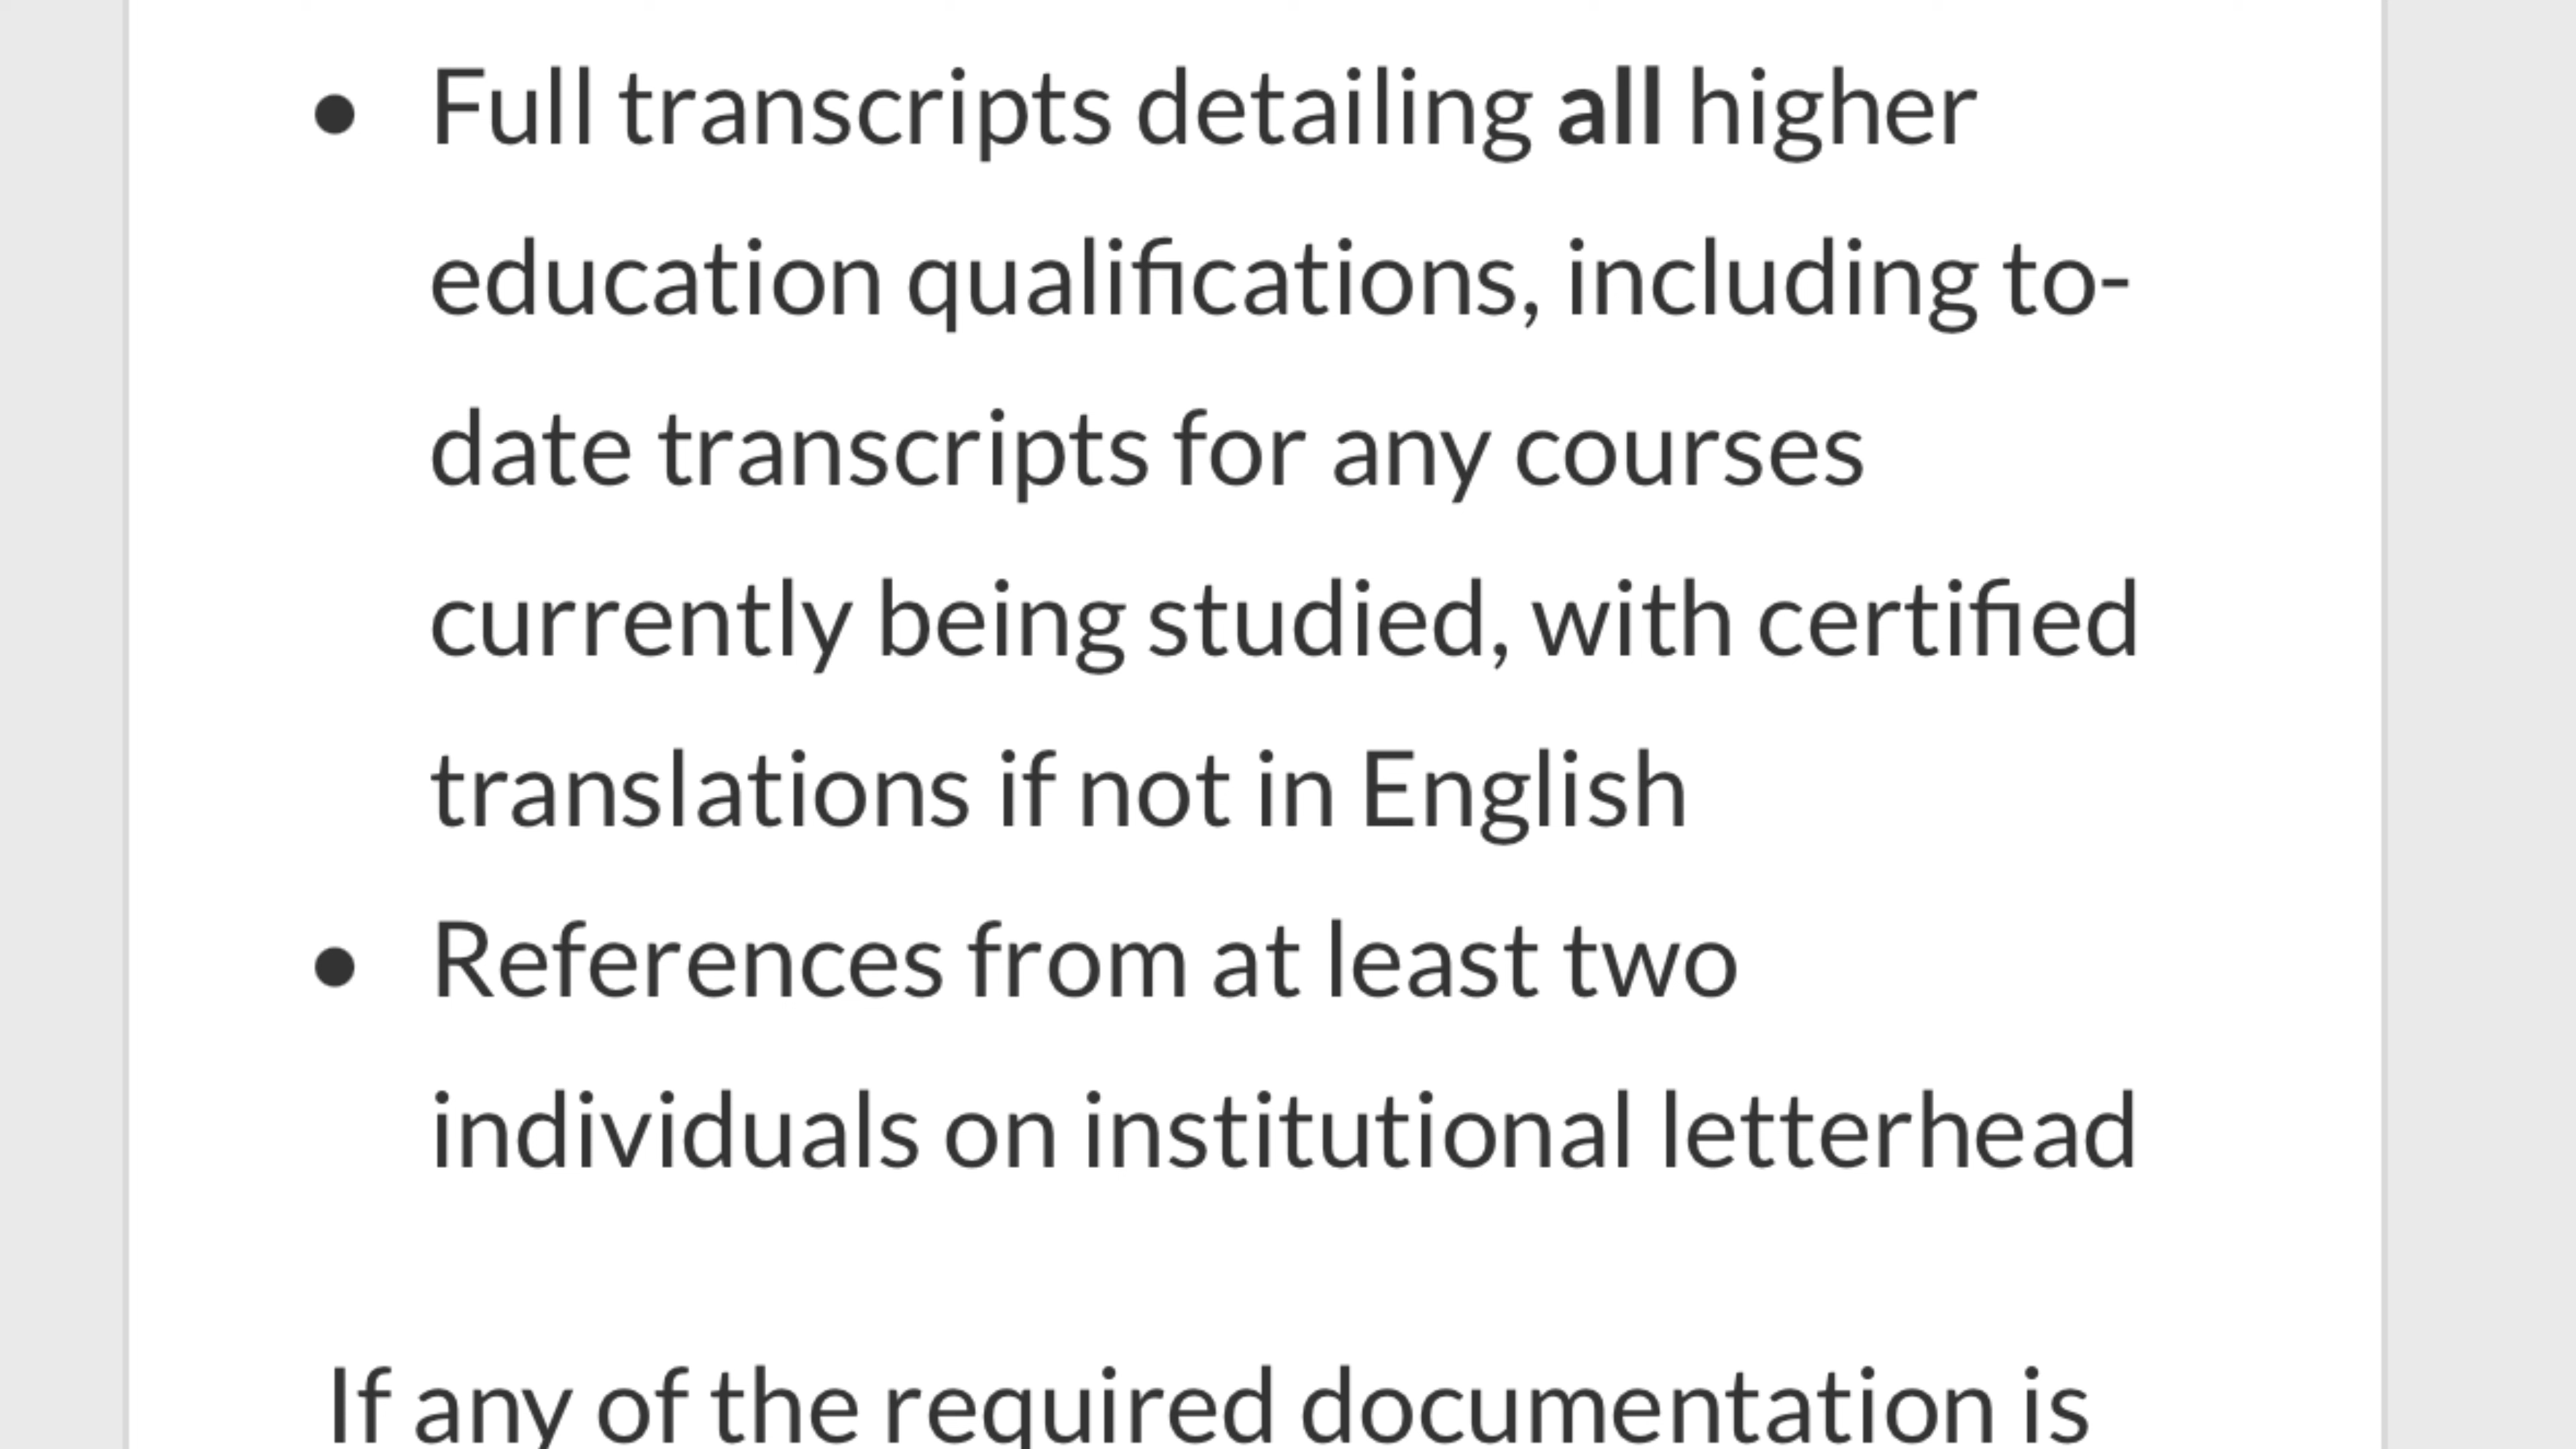 • Full transcripts detailing all higher
education qualifications, including to-
date transcripts for any courses
currently being studied, with certified
translations if not in English
• References from at least two
individuals on institutional letterhead
If any of the required documentation is